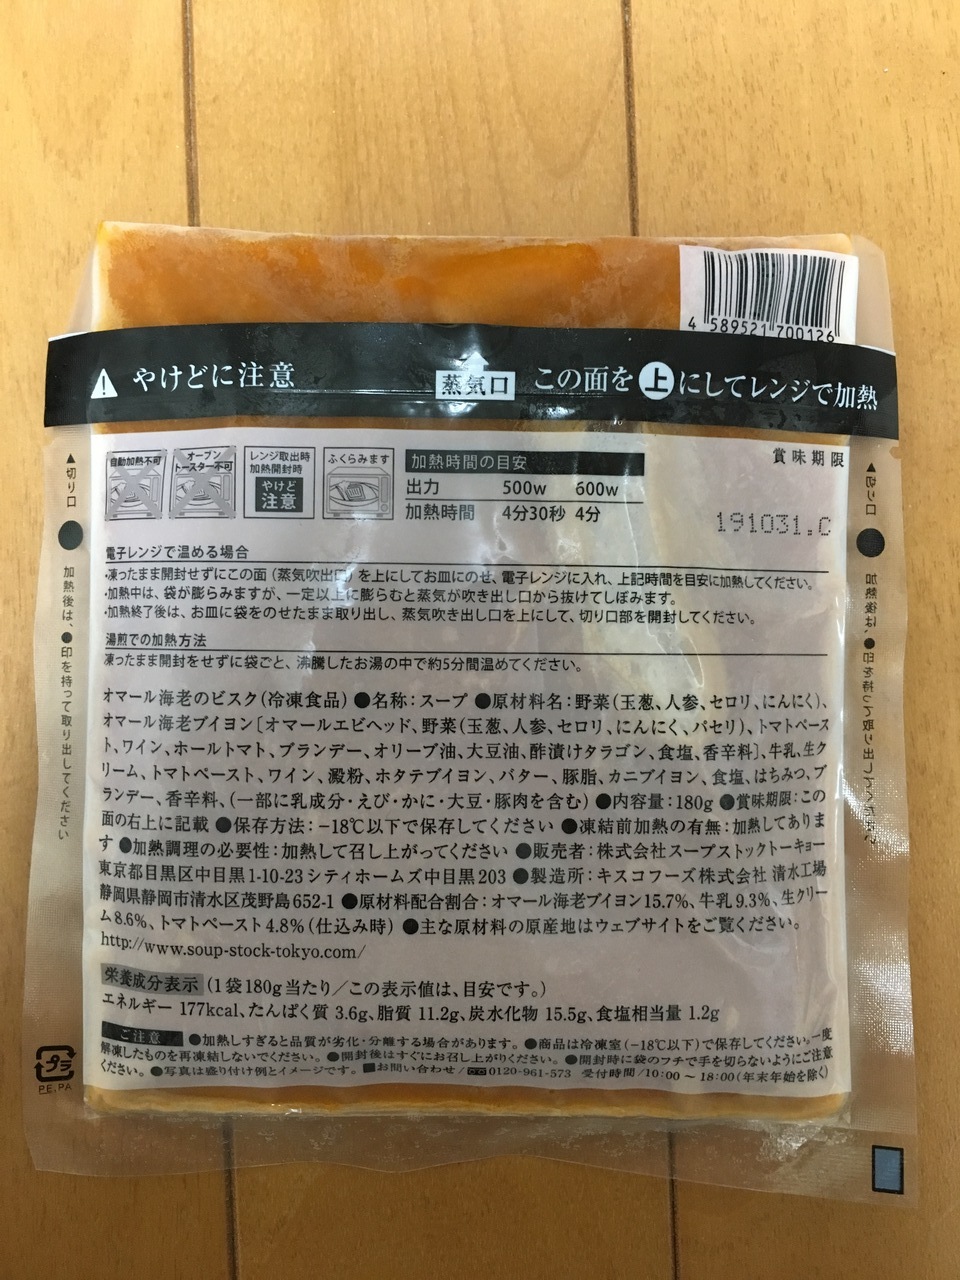 4 589521 700126
⚠ やけどに注意 蒸気口 この面を上にしてレンジで加熱
自動加熱不可
オーブン
トースター不可
レンジ取出時
加熱開封時
やけど
注意
ふくらみます
加熱時間の目安
出力 500w 600w
加熱時間 4分30秒 4分
賞味期限
191031.C
▲切り口
加熱後は、●印を持って取り出してください
▲切り口
加熱後は、●印を持って取り出してください
電子レンジで温める場合
・凍ったまま開封せずにこの面(蒸気吹出口)を上にしてお皿にのせ、電子レンジに入れ、上記時間を目安に加熱してください。
・加熱中は、袋が膨らみますが、一定以上に膨らむと蒸気が吹き出し口から抜けてしぼみます。
・加熱終了後は、お皿に袋をのせたまま取り出し、蒸気吹き出し口を上にして、切り口部を開封してください。
湯煎での加熱方法
凍ったまま開封をせずに袋ごと、沸騰したお湯の中で約5分間温めてください。
オマール海老のビスク(冷凍食品) ●名称:スープ ●原材料名:野菜(玉葱、人参、セロリ、にんにく)、
オマール海老ブイヨン〔オマールエビヘッド、野菜(玉葱、人参、セロリ、にんにく、パセリ)、トマトペース
ト、ワイン、ホールトマト、ブランデー、オリーブ油、大豆油、酢漬けタラゴン、食塩、香辛料〕、牛乳、生ク
リーム、トマトペースト、ワイン、澱粉、ホタテブイヨン、バター、豚脂、カニブイヨン、食塩、はちみつ、ブ
ランデー、香辛料、(一部に乳成分・えび・かに・大豆・豚肉を含む) ●内容量:180g ●賞味期限:この
面の右上に記載 ●保存方法:-18℃以下で保存してください ●凍結前加熱の有無:加熱してありま
す ●加熱調理の必要性:加熱して召し上がってください ●販売者:株式会社スープストックトーキョー
東京都目黒区中目黒1-10-23 シティホームズ中目黒203 ●製造所:キスコフーズ株式会社 清水工場
静岡県静岡市清水区茂野島652-1 ●原材料配合割合:オマール海老ブイヨン15.7%、牛乳9.3%、生クリー
ム8.6%、トマトペースト4.8%(仕込み時) ●主な原材料の原産地はウェブサイトをご覧ください。
http://www.soup-stock-tokyo.com/
栄養成分表示 (1袋180g当たり/この表示値は、目安です。)
エネルギー 177kcal、たんぱく質 3.6g、脂質 11.2g、炭水化物 15.5g、食塩相当量 1.2g
ご注意 ●加熱しすぎると品質が劣化・分離する場合があります。 ●商品は冷凍室(-18℃以下)で保存してください。一度
解凍したものを再凍結しないでください。 ●開封後はすぐにお召し上がりください。 ●開封時に袋のフチで手を切らないようにご注意
ください。 ●写真は盛り付け例とイメージです。 ■お問い合わせ/0120-961-573 受付時間/10:00～18:00(年末年始を除く)
プラ
PE,PA